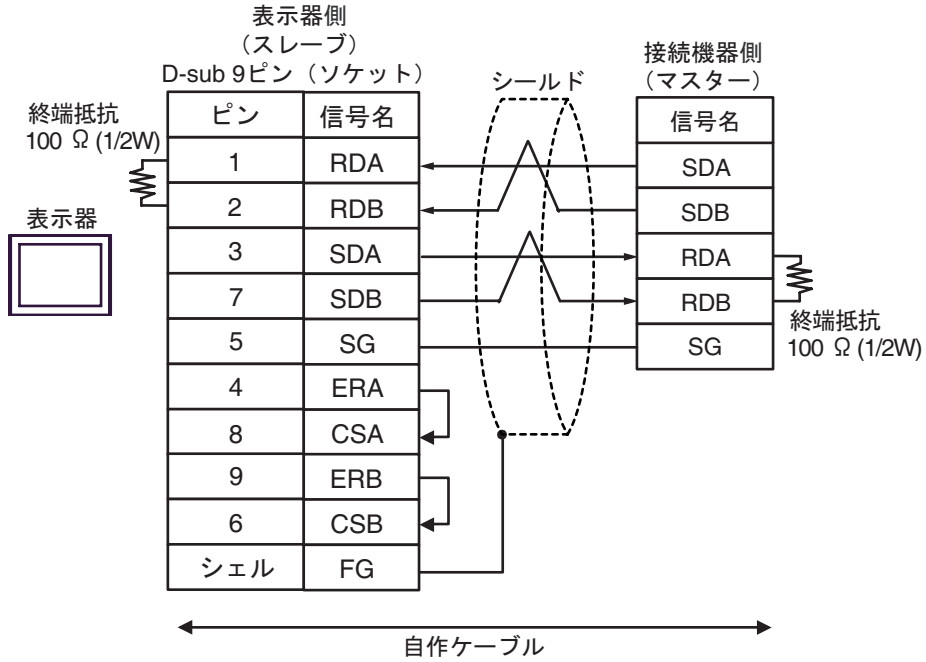 表示器側
(スレーブ)
D-sub 9ピン(ソケット)
接続機器側
(マスター)
シールド
終端抵抗
100 Ω (1/2W)
表示器
ピン 信号名
1 RDA
2 RDB
3 SDA
7 SDB
5 SG
4 ERA
8 CSA
9 ERB
6 CSB
シェル FG
信号名
SDA
SDB
RDA
RDB
SG
終端抵抗
100 Ω (1/2W)
自作ケーブル